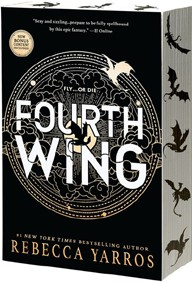 "Sexy and sizzling...prepare to be fully spellbound
by this epic fantasy." —E! Online
NEW
BONUS
CONTENT
FLY...OR DIE
FOURTH
WING
#1 NEW YORK TIMES BESTSELLING AUTHOR
REBECCA YARROS